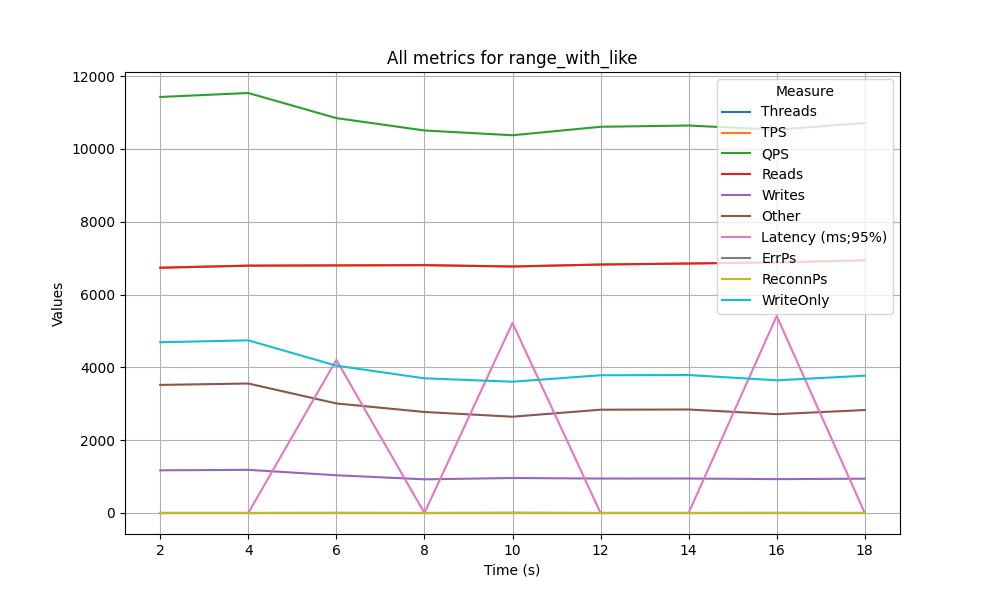 All metrics for range_with_like
12000
10000
8000
6000
4000
2000
0
Values
2 4 6 8 10 12 14 16 18
Time (s)
Measure
Threads
TPS
QPS
Reads
Writes
Other
Latency (ms;95%)
ErrPs
ReconnPs
WriteOnly